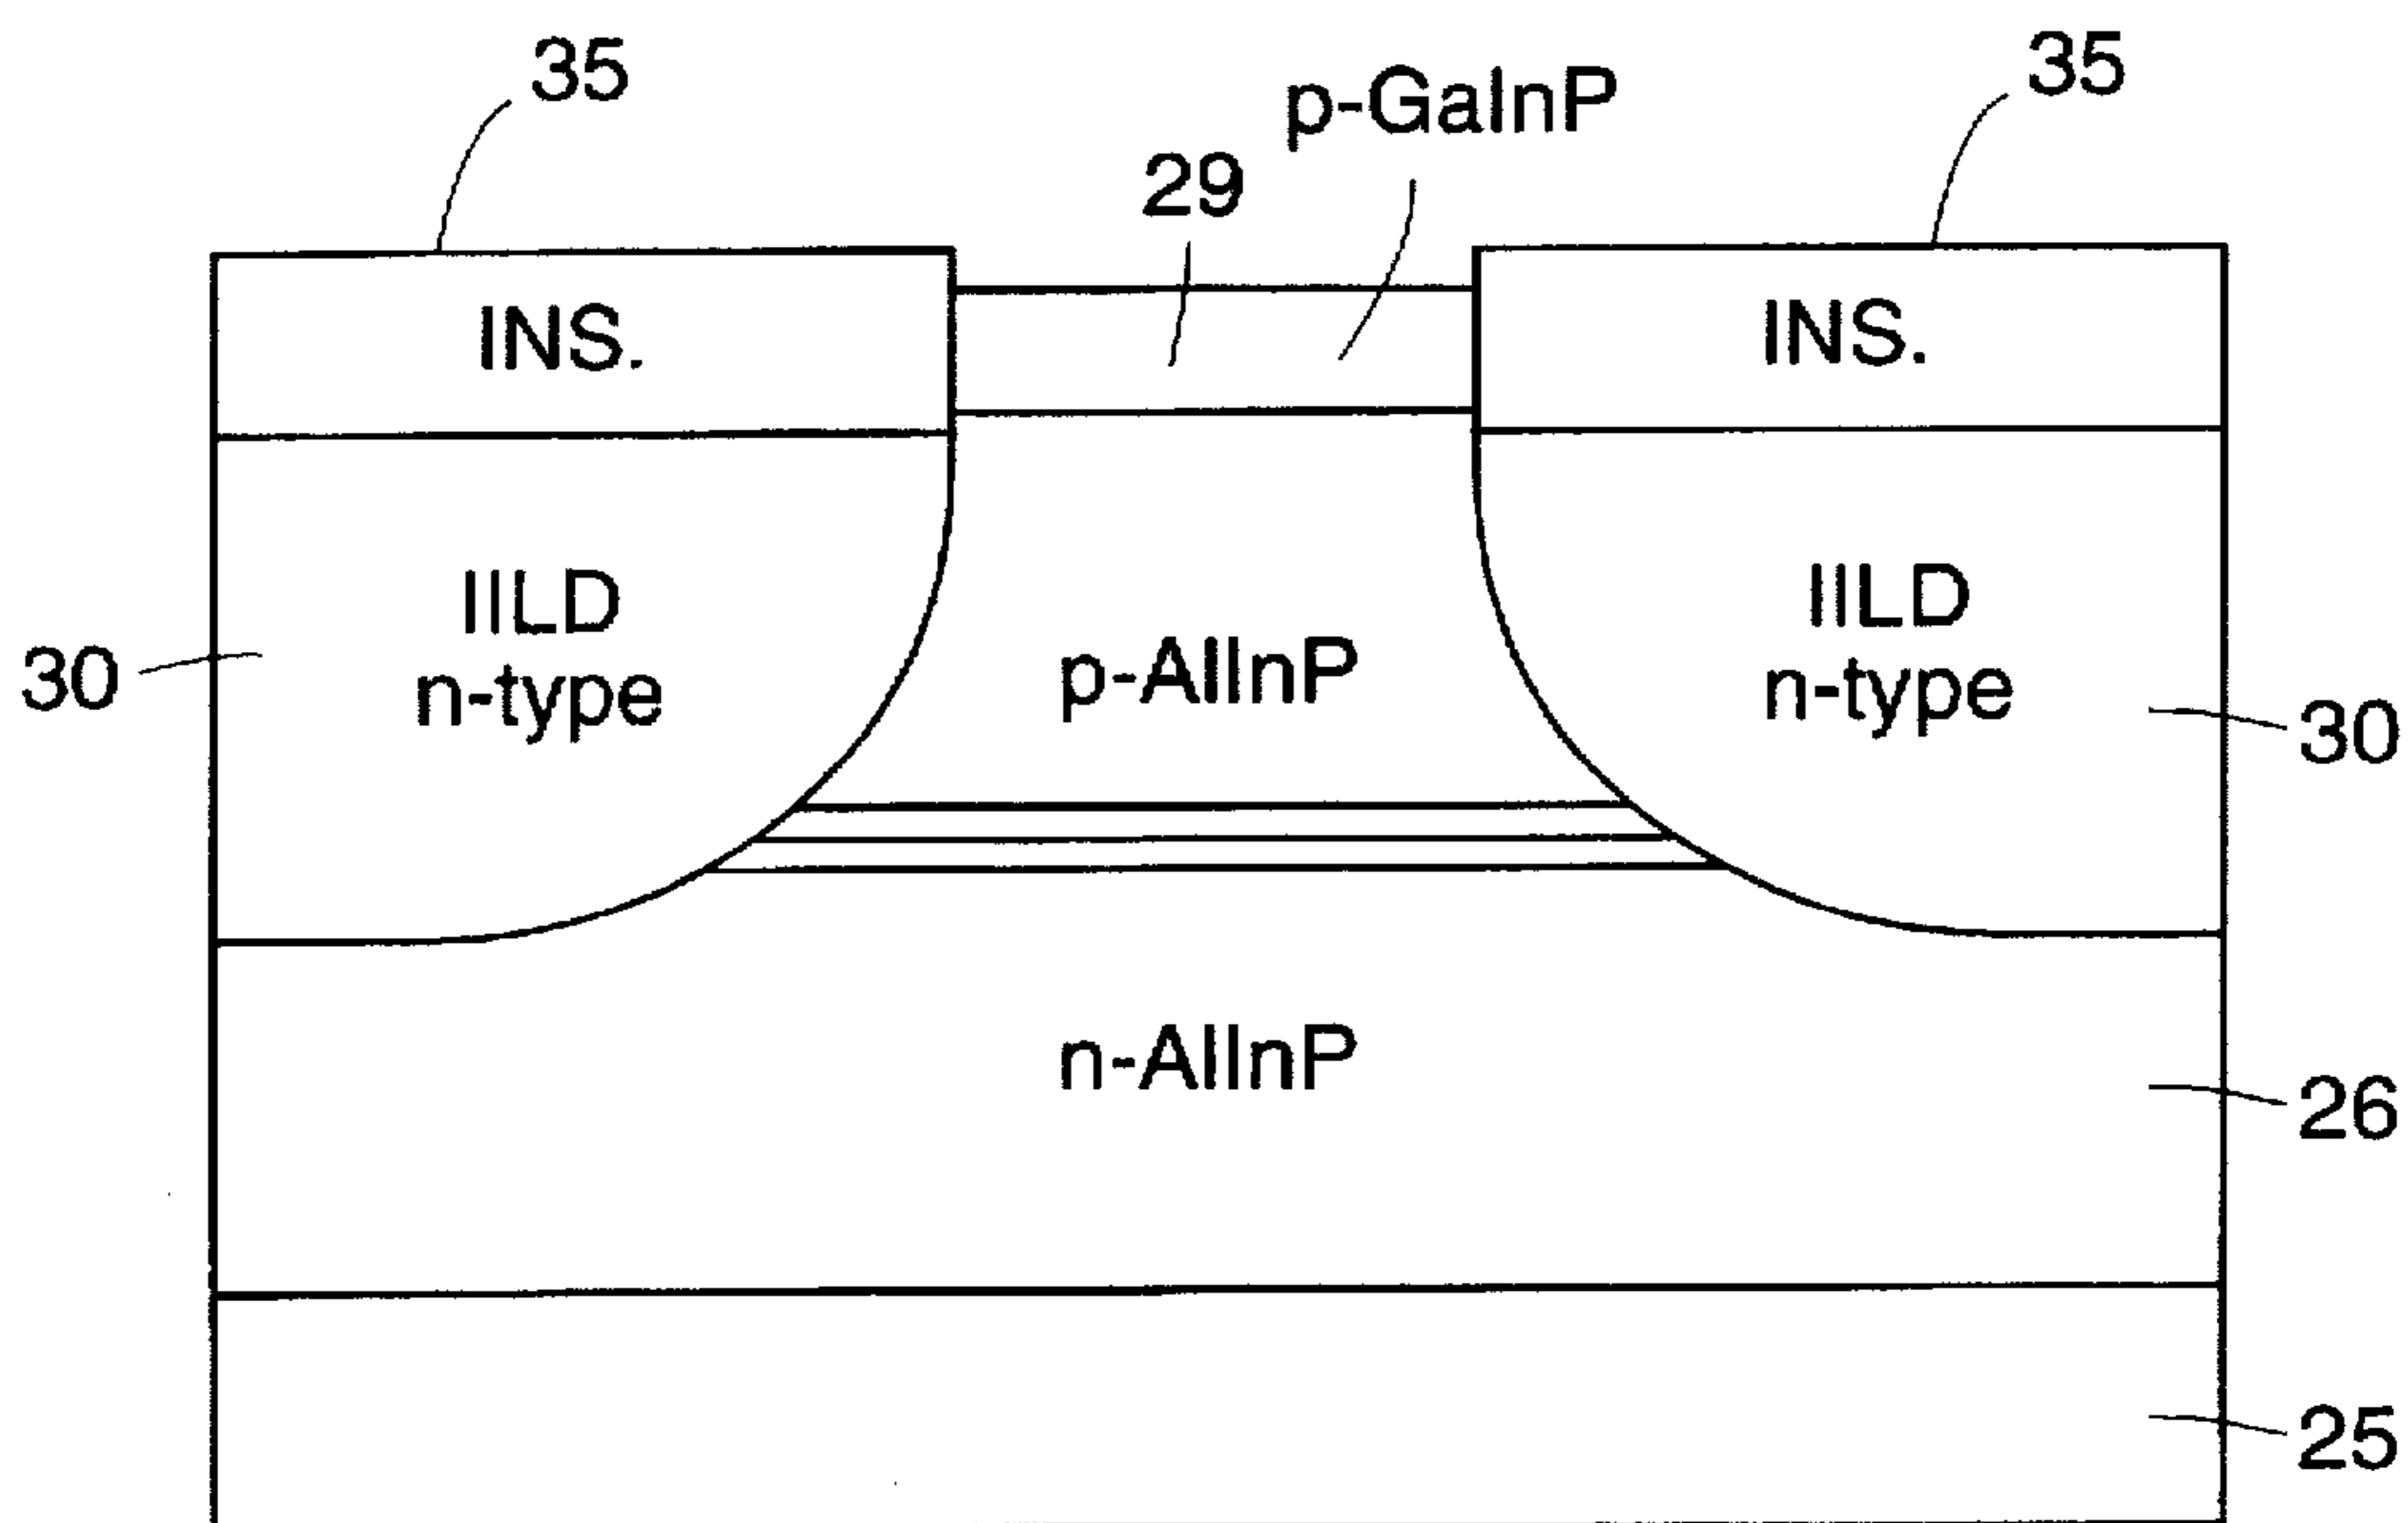 35
35
p-GaInP
29
INS.
INS.
IILD
n-type
IILD
n-type
30
p-AlInP
30
n-AlInP
26
25